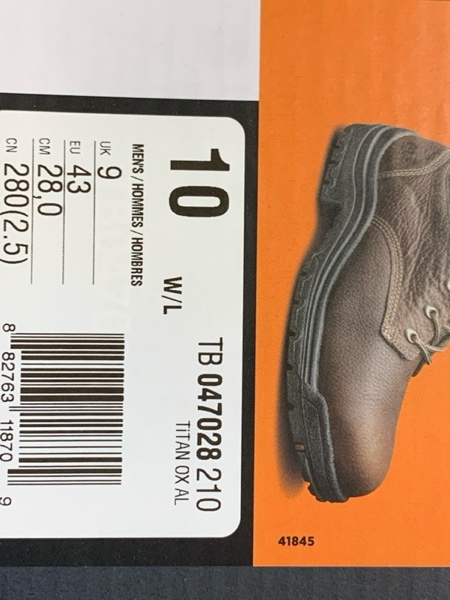 10 W/L
MEN'S / HOMMES / HOMBRES
UK 9
EU 43
CM 28,0
CN 280(2.5)
TB 047028 210
TiTAN OX AL
8 82763 11870 9
41845